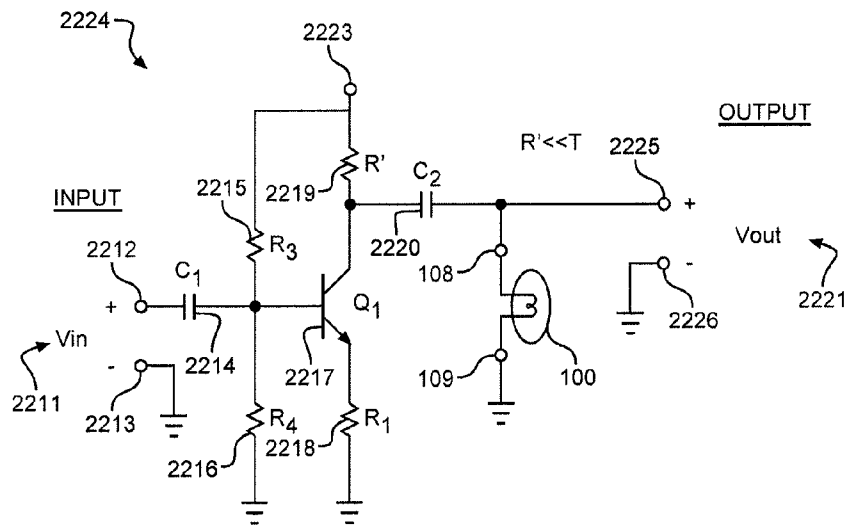 2224
2223
OUTPUT
R'<<T
2225
R'
2219
C2
2215
INPUT
+
2220
Vout
2212
R3
108
-
C1
2226
2221
+
Q1
Vin
2214
2217
-
109
100
2211
2213
R4
R1
2216
2218